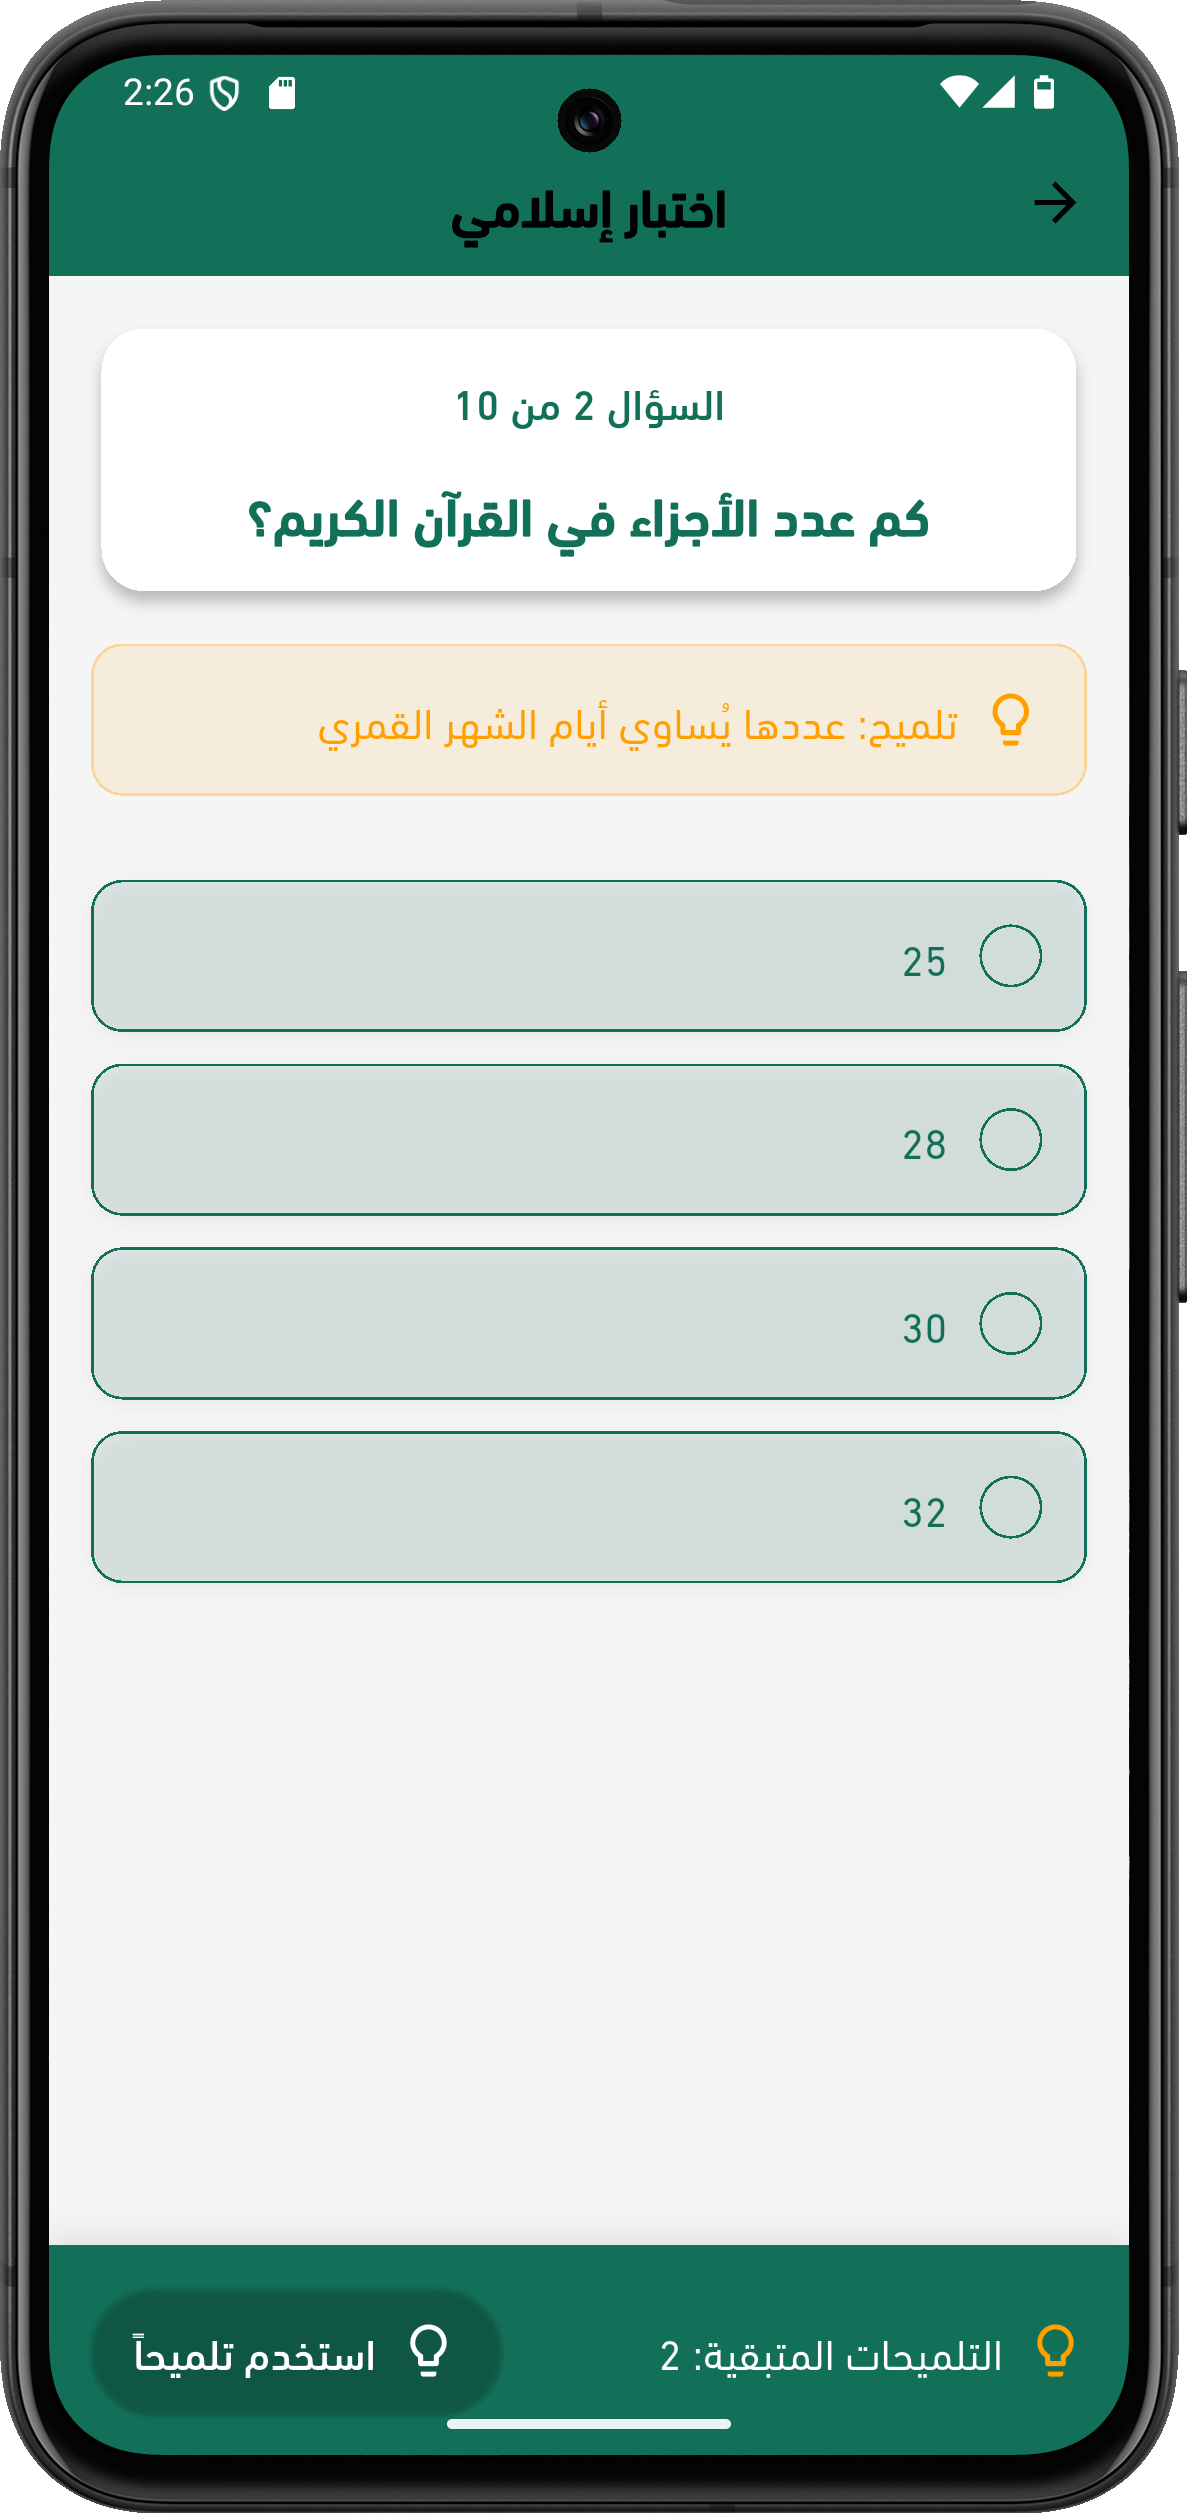 2:26
اختبار إسلامي
السؤال 2 من 10
كم عدد الأجزاء في القرآن الكريم؟
تلميح: عددها يُساوي أيام الشهر القمري
25
28
30
32
التلميحات المتبقية: 2
استخدم تلميحاً